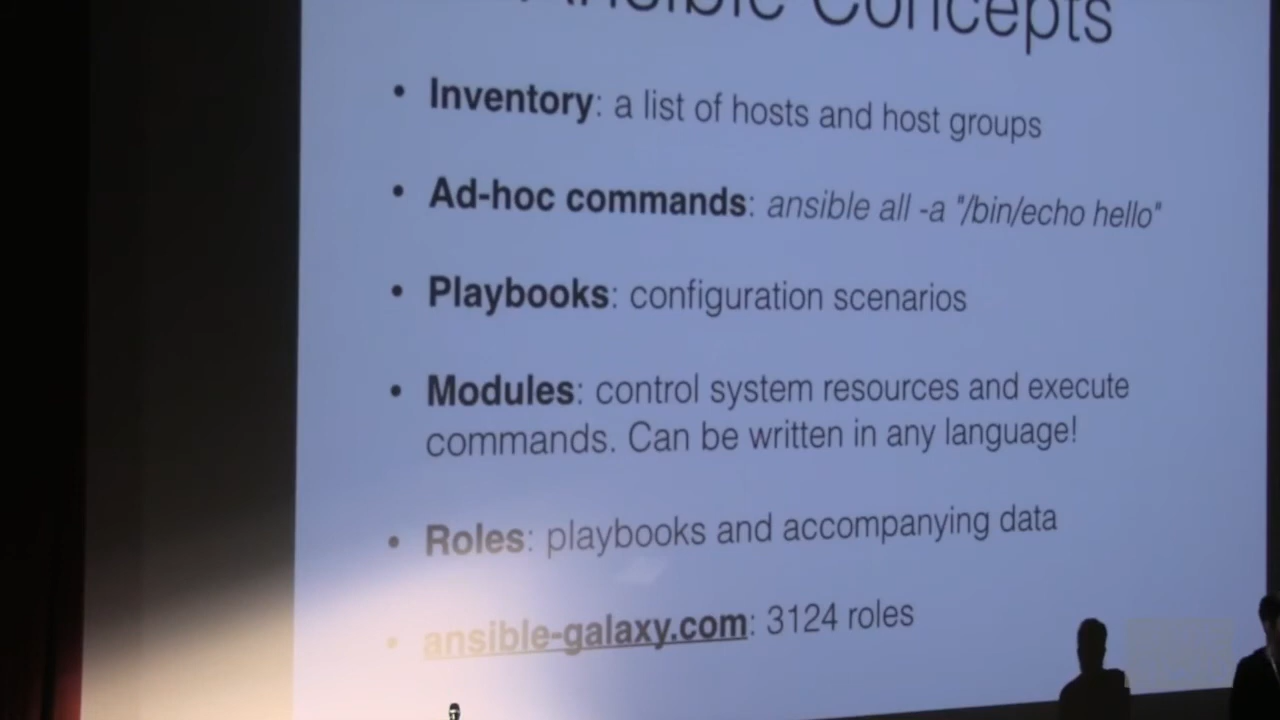 Ansible Concepts
• Inventory: a list of hosts and host groups
• Ad-hoc commands: ansible all -a "/bin/echo hello"
• Playbooks: configuration scenarios
• Modules: control system resources and execute
commands. Can be written in any language!
• Roles: playbooks and accompanying data
• ansible-galaxy.com: 3124 roles